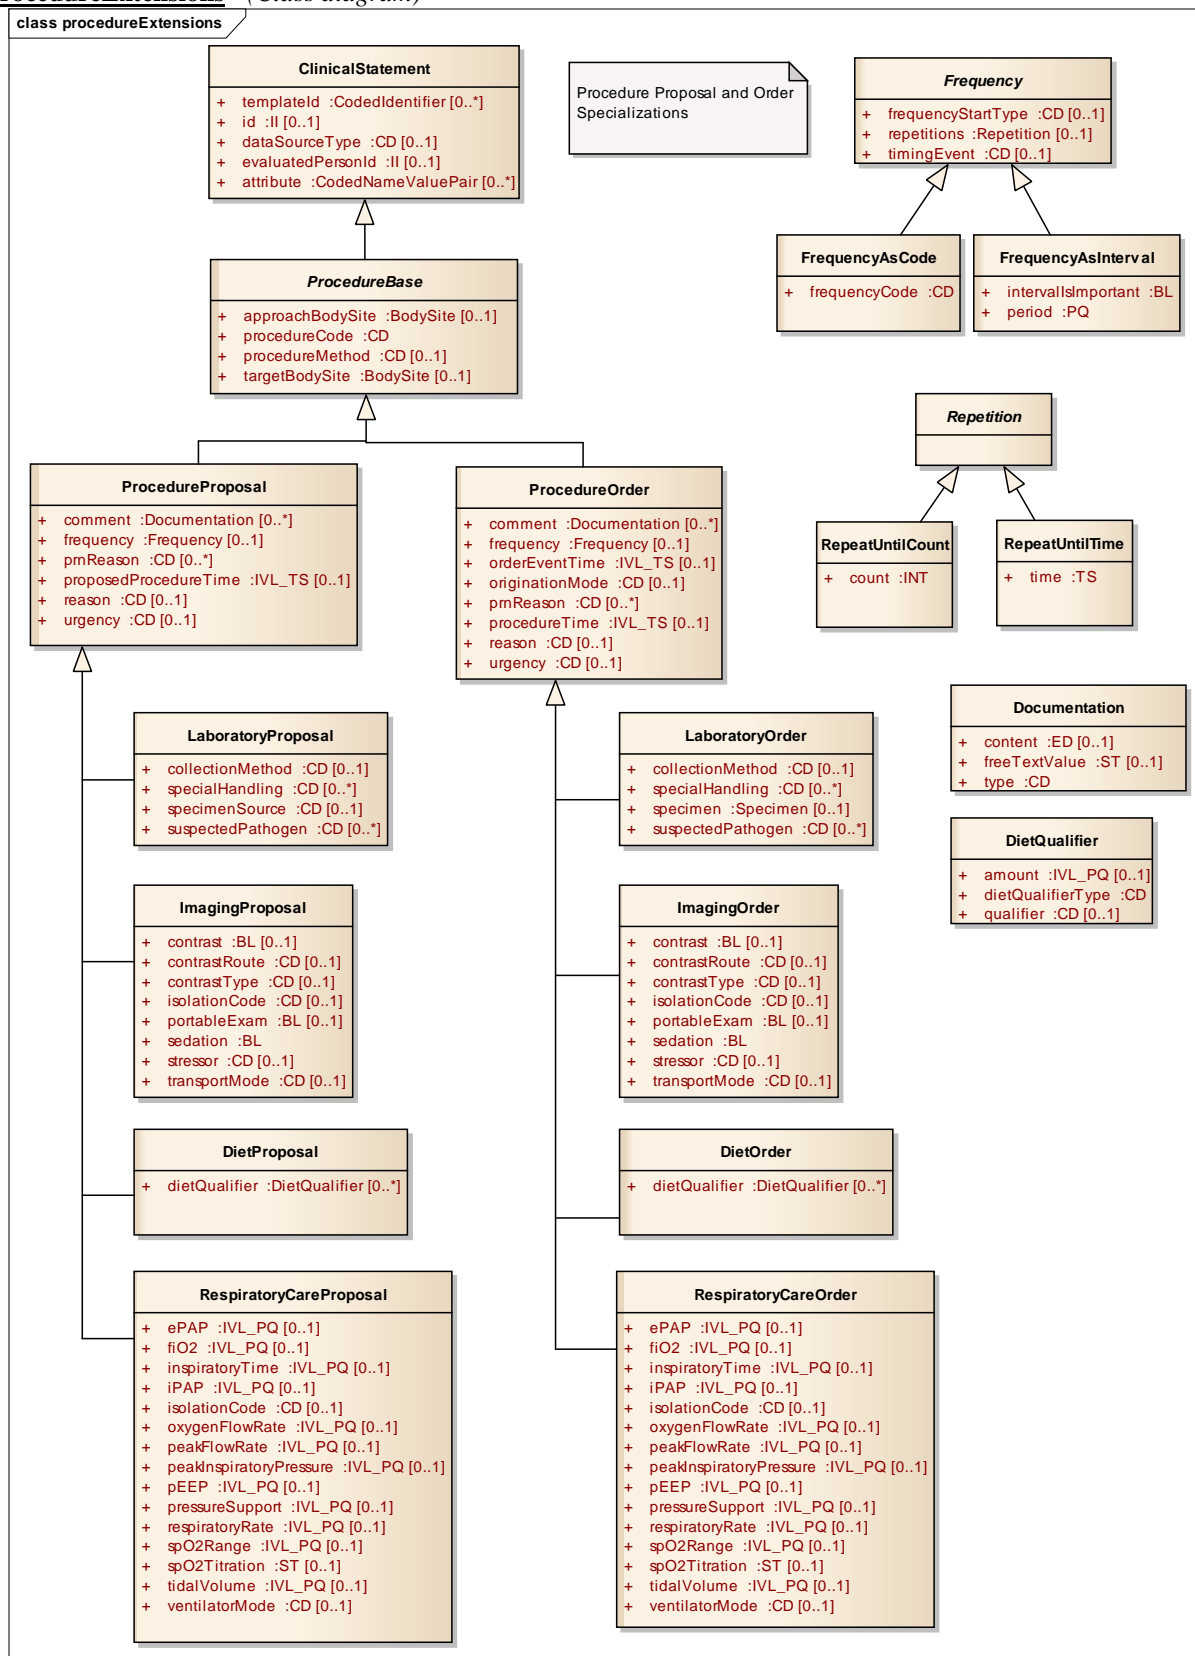 (Class diagram)
class procedureExtensions
ClinicalStatement
+ templateId :CodedIdentifier [0..*]
+ id :II [0..1]
+ dataSourceType :CD [0..1]
+ evaluatedPersonId :II [0..1]
+ attribute :CodedNameValuePair [0..*]
Procedure Proposal and Order
Specializations
Frequency
+ frequencyStartType :CD [0..1]
+ repetitions :Repetition [0..1]
+ timingEvent :CD [0..1]
FrequencyAsCode
+ frequencyCode :CD
FrequencyAsInterval
+ intervalIsImportant :BL
+ period :PQ
ProcedureBase
+ approachBodySite :BodySite [0..1]
+ procedureCode :CD
+ procedureMethod :CD [0..1]
+ targetBodySite :BodySite [0..1]
Repetition
RepeatUntilCount
+ count :INT
RepeatUntilTime
+ time :TS
ProcedureProposal
+ comment :Documentation [0..*]
+ frequency :Frequency [0..1]
+ prnReason :CD [0..*]
+ proposedProcedureTime :IVL_TS [0..1]
+ reason :CD [0..1]
+ urgency :CD [0..1]
ProcedureOrder
+ comment :Documentation [0..*]
+ frequency :Frequency [0..1]
+ orderEventTime :IVL_TS [0..1]
+ originationMode :CD [0..1]
+ prnReason :CD [0..*]
+ procedureTime :IVL_TS [0..1]
+ reason :CD [0..1]
+ urgency :CD [0..1]
Documentation
+ content :ED [0..1]
+ freeTextValue :ST [0..1]
+ type :CD
DietQualifier
+ amount :IVL_PQ [0..1]
+ dietQualifierType :CD
+ qualifier :CD [0..1]
LaboratoryProposal
+ collectionMethod :CD [0..1]
+ specialHandling :CD [0..*]
+ specimenSource :CD [0..1]
+ suspectedPathogen :CD [0..*]
LaboratoryOrder
+ collectionMethod :CD [0..1]
+ specialHandling :CD [0..*]
+ specimen :Specimen [0..1]
+ suspectedPathogen :CD [0..*]
ImagingProposal
+ contrast :BL [0..1]
+ contrastRoute :CD [0..1]
+ contrastType :CD [0..1]
+ isolationCode :CD [0..1]
+ portableExam :BL [0..1]
+ sedation :BL
+ stressor :CD [0..1]
+ transportMode :CD [0..1]
ImagingOrder
+ contrast :BL [0..1]
+ contrastRoute :CD [0..1]
+ contrastType :CD [0..1]
+ isolationCode :CD [0..1]
+ portableExam :BL [0..1]
+ sedation :BL
+ stressor :CD [0..1]
+ transportMode :CD [0..1]
DietProposal
+ dietQualifier :DietQualifier [0..*]
DietOrder
+ dietQualifier :DietQualifier [0..*]
RespiratoryCareProposal
+ ePAP :IVL_PQ [0..1]
+ fiO2 :IVL_PQ [0..1]
+ inspiratoryTime :IVL_PQ [0..1]
+ iPAP :IVL_PQ [0..1]
+ isolationCode :CD [0..1]
+ oxygenFlowRate :IVL_PQ [0..1]
+ peakFlowRate :IVL_PQ [0..1]
+ peakInspiratoryPressure :IVL_PQ [0..1]
+ pEEP :IVL_PQ [0..1]
+ pressureSupport :IVL_PQ [0..1]
+ respiratoryRate :IVL_PQ [0..1]
+ spO2Range :IVL_PQ [0..1]
+ spO2Titration :ST [0..1]
+ tidalVolume :IVL_PQ [0..1]
+ ventilatorMode :CD [0..1]
RespiratoryCareOrder
+ ePAP :IVL_PQ [0..1]
+ fiO2 :IVL_PQ [0..1]
+ inspiratoryTime :IVL_PQ [0..1]
+ iPAP :IVL_PQ [0..1]
+ isolationCode :CD [0..1]
+ oxygenFlowRate :IVL_PQ [0..1]
+ peakFlowRate :IVL_PQ [0..1]
+ peakInspiratoryPressure :IVL_PQ [0..1]
+ pEEP :IVL_PQ [0..1]
+ pressureSupport :IVL_PQ [0..1]
+ respiratoryRate :IVL_PQ [0..1]
+ spO2Range :IVL_PQ [0..1]
+ spO2Titration :ST [0..1]
+ tidalVolume :IVL_PQ [0..1]
+ ventilatorMode :CD [0..1]